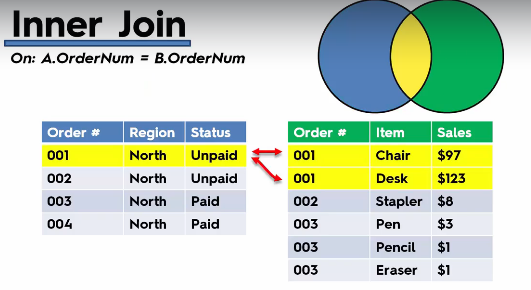 Inner Join
On: A.OrderNum = B.OrderNum
Order # Region Status
001 North Unpaid
002 North Unpaid
003 North Paid
004 North Paid
Order # Item Sales
001 Chair $97
001 Desk $123
002 Stapler $8
003 Pen $3
003 Pencil $1
003 Eraser $1